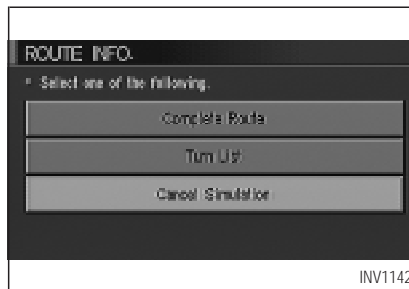 ROUTE INFO.
Select one of the following.
Complete Route
Turn List
Cancel Simulation
INV1142